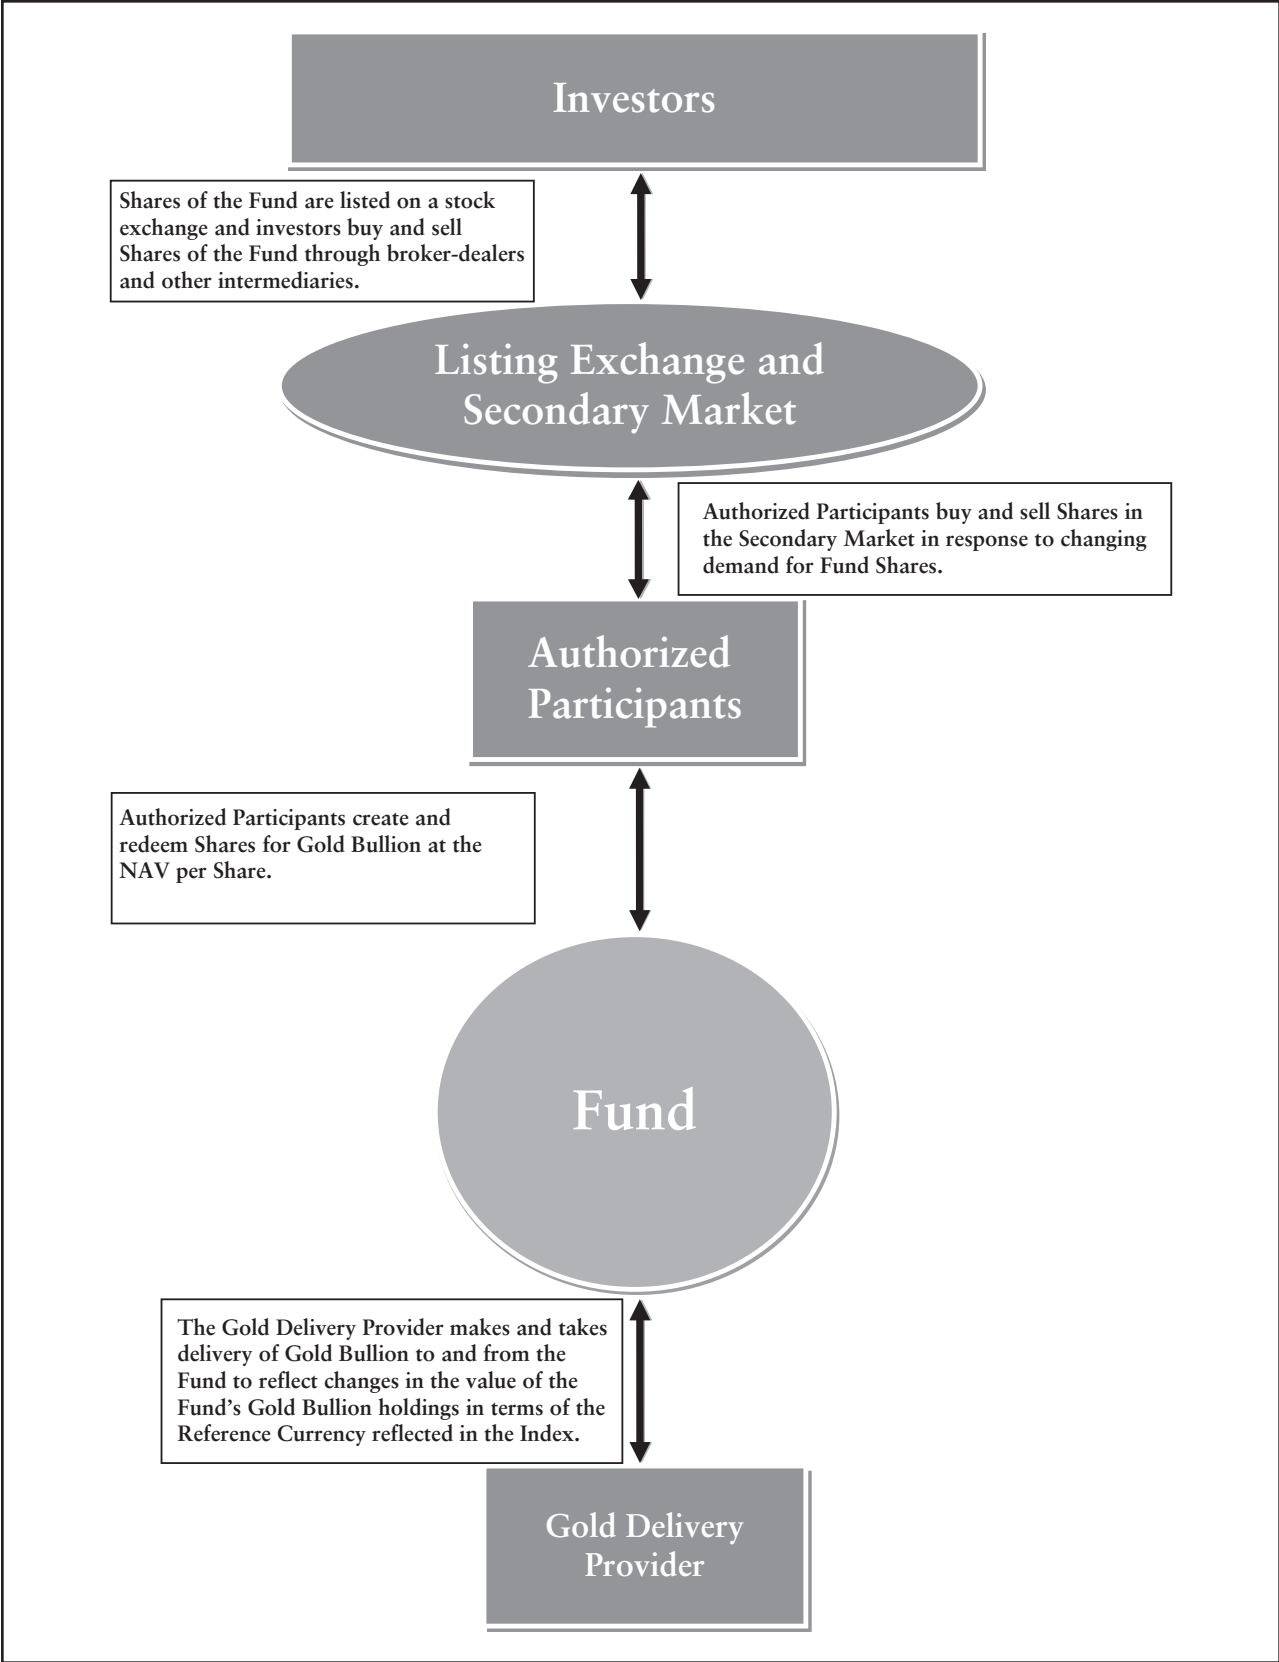 Investors
Shares of the Fund are listed on a stock
exchange and investors buy and sell
Shares of the Fund through broker-dealers
and other intermediaries.
Listing Exchange and
Secondary Market
Authorized Participants buy and sell Shares in
the Secondary Market in response to changing
demand for Fund Shares.
Authorized
Participants
Authorized Participants create and
redeem Shares for Gold Bullion at the
NAV per Share.
Fund
The Gold Delivery Provider makes and takes
delivery of Gold Bullion to and from the
Fund to reflect changes in the value of the
Fund’s Gold Bullion holdings in terms of the
Reference Currency reflected in the Index.
Gold Delivery
Provider